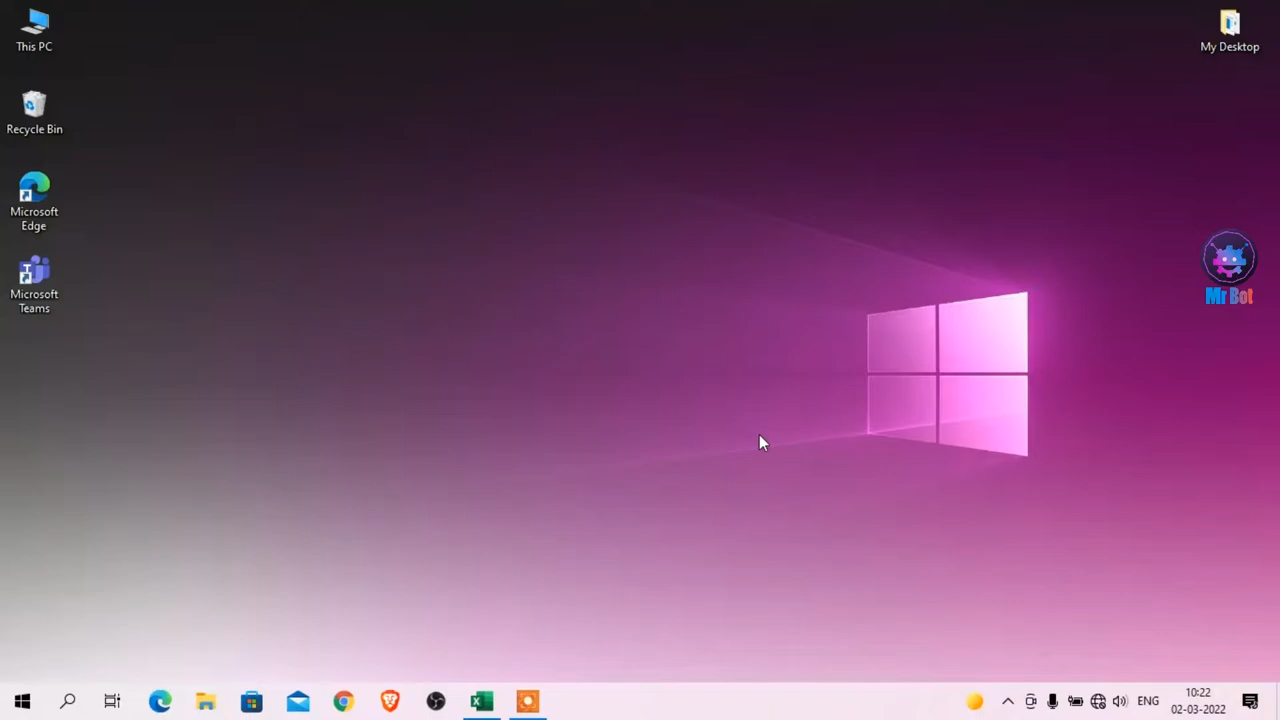 This PC
My Desktop
Recycle Bin
Microsoft
Edge
Microsoft
Teams
Mr Bot
ENG
10:22
02-03-2022